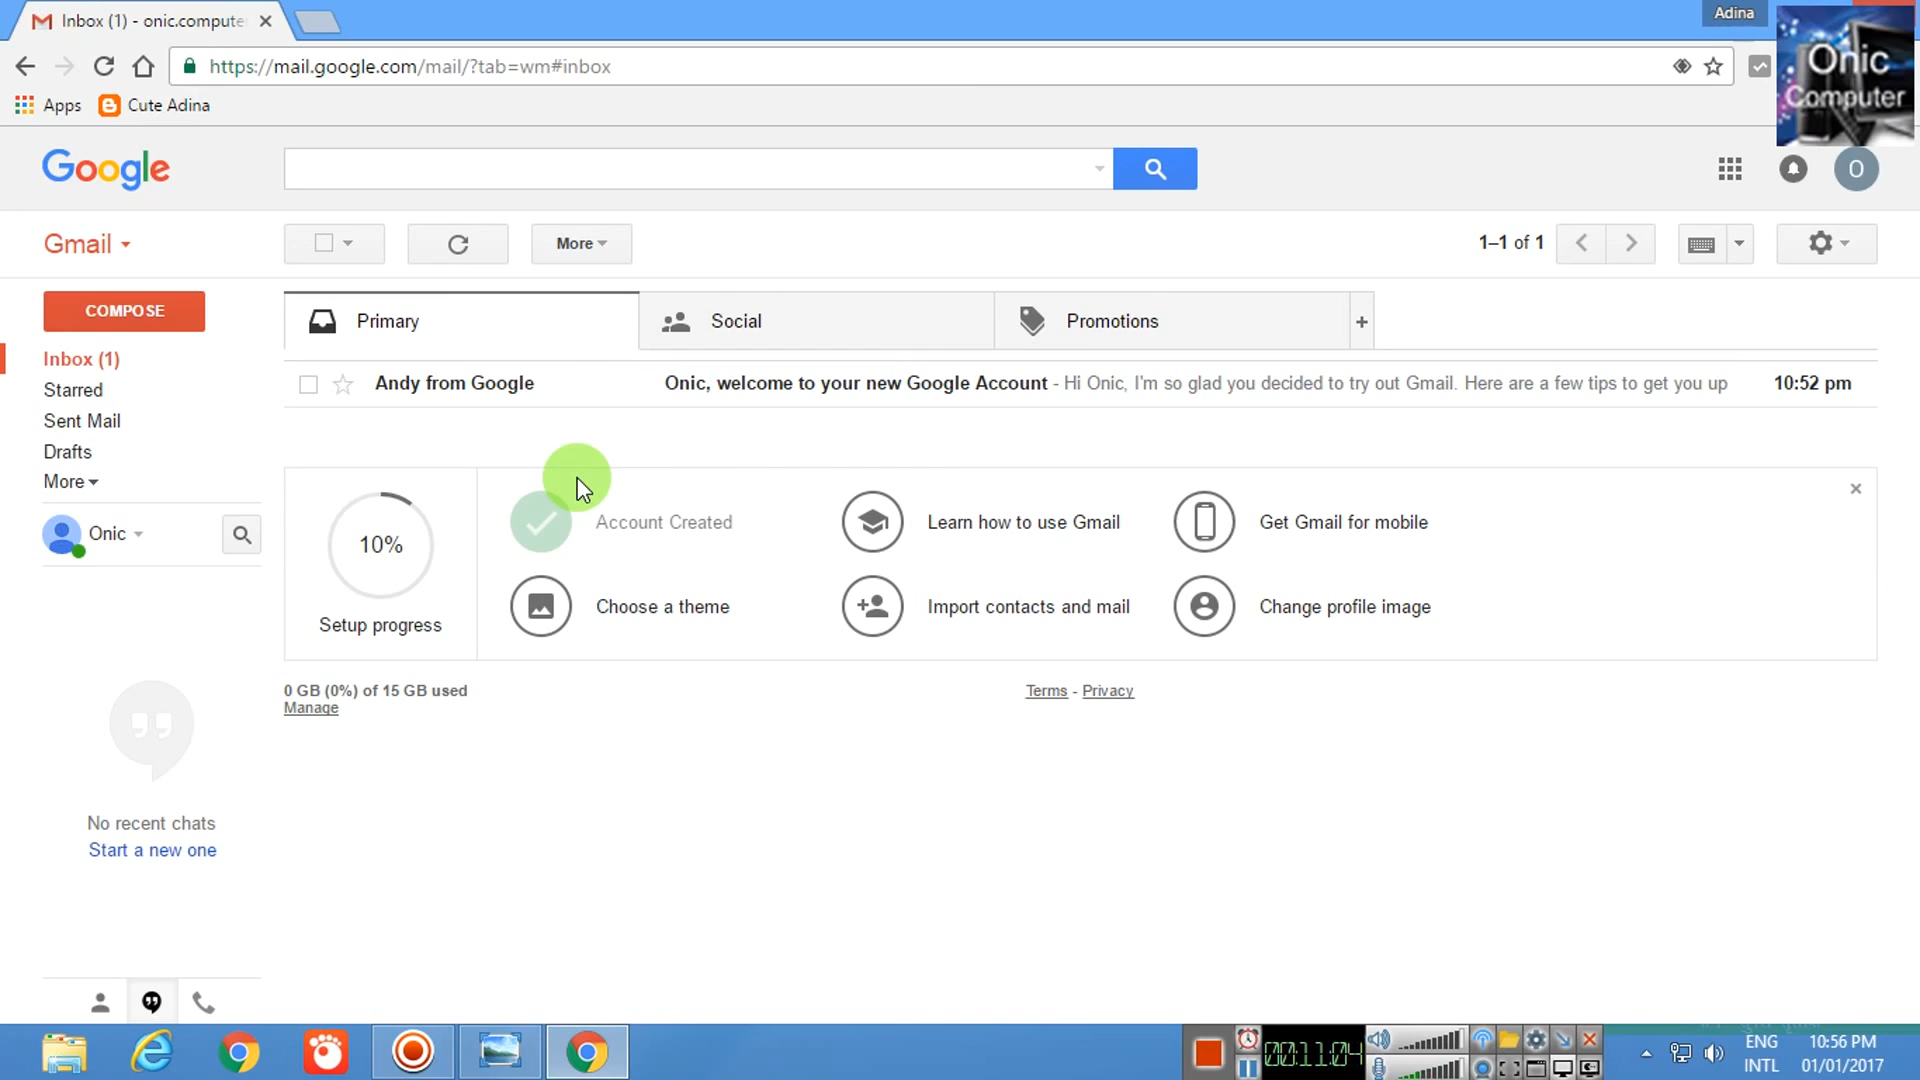 Inbox (1) - onic.compute
Adina
https://mail.google.com/mail/?tab=wm#inbox
Onic
Computer
Apps
Cute Adina
Google
O
Gmail
More
1–1 of 1
COMPOSE
Primary
Social
Promotions
+
Inbox (1)
Starred
Sent Mail
Drafts
More
Andy from Google
Onic, welcome to your new Google Account - Hi Onic, I'm so glad you decided to try out Gmail. Here are a few tips to get you up
10:52 pm
Onic
10%
Setup progress
Account Created
Learn how to use Gmail
Get Gmail for mobile
Choose a theme
Import contacts and mail
Change profile image
0 GB (0%) of 15 GB used
Manage
Terms - Privacy
No recent chats
Start a new one
00:11:04
ENG
INTL
10:56 PM
01/01/2017